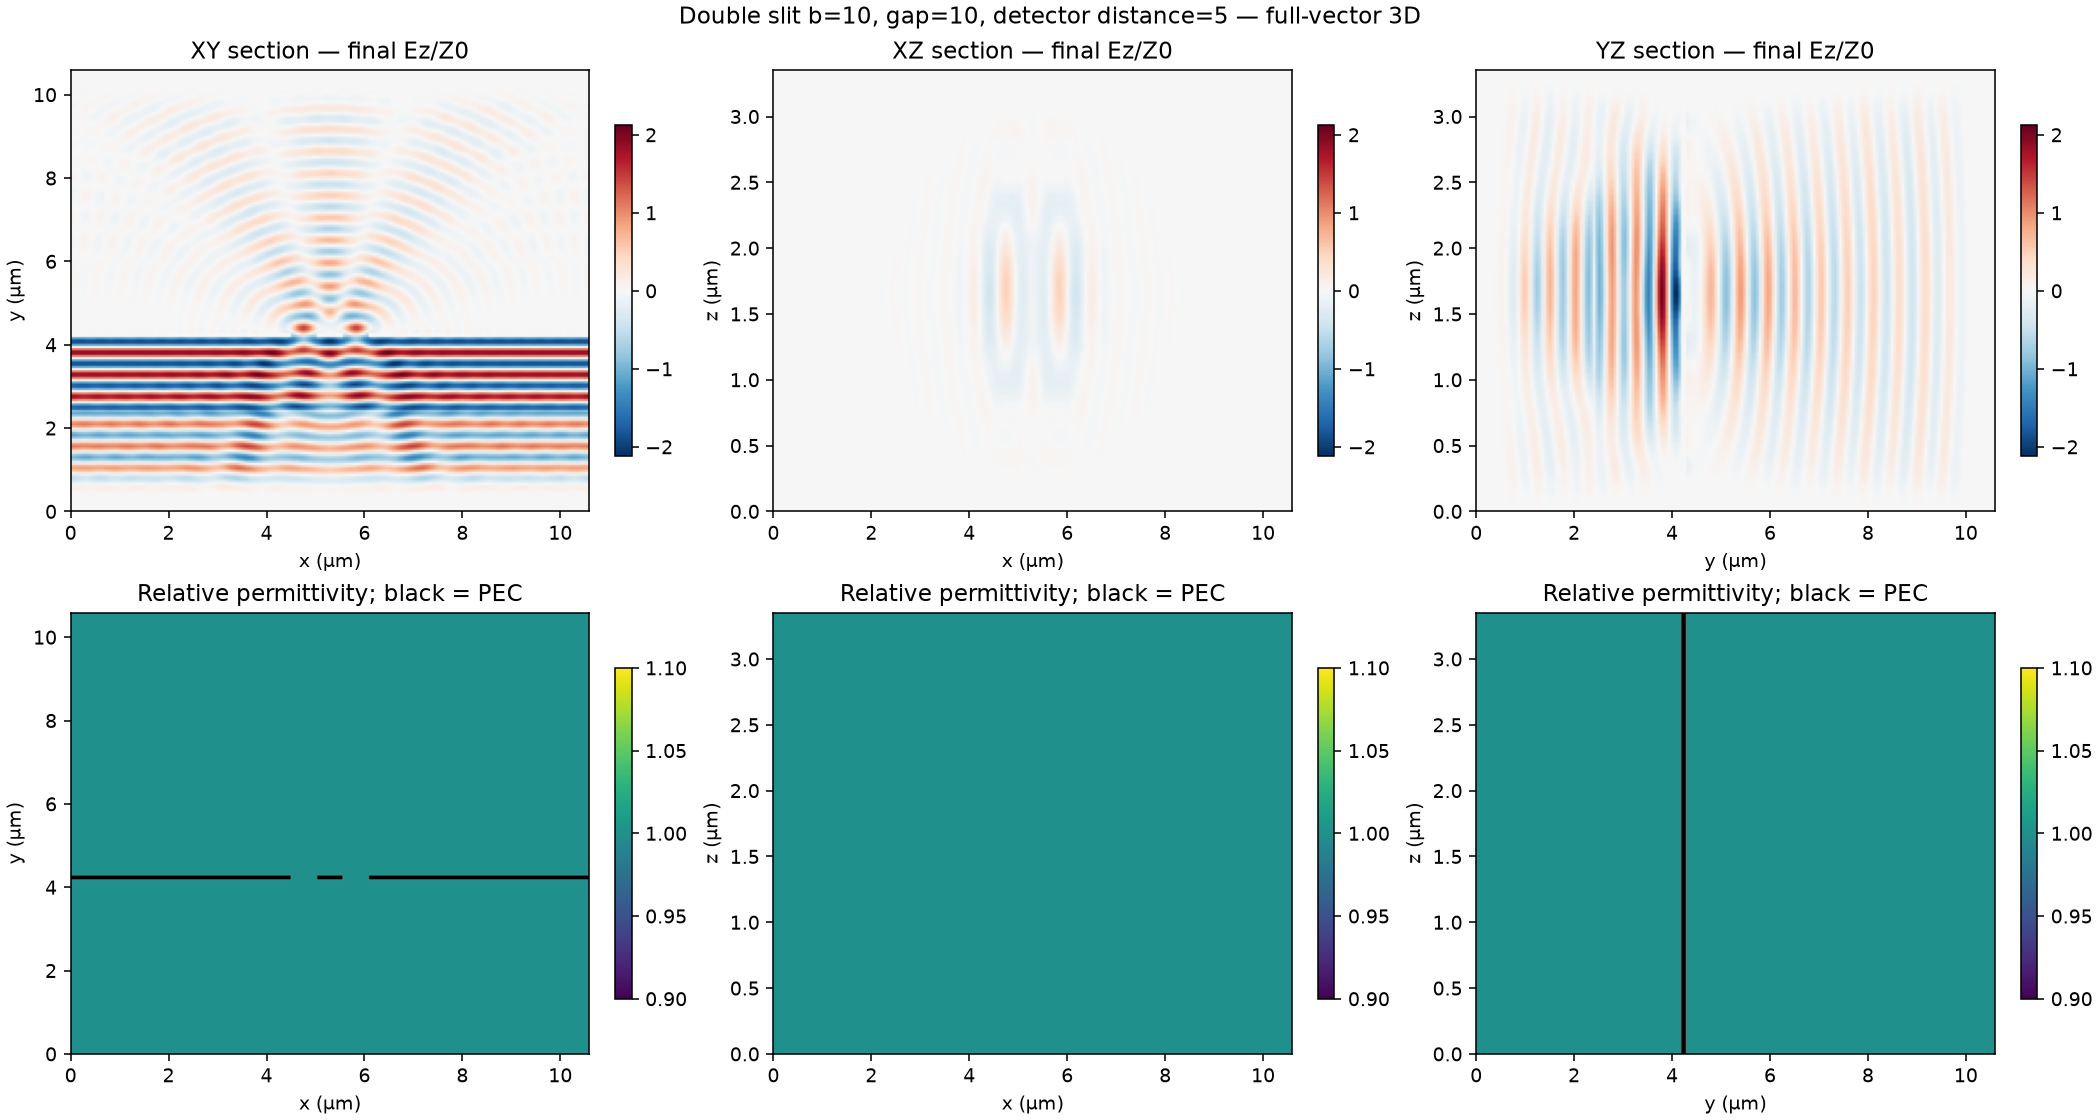 Double slit b=10, gap=10, detector distance=5 — full-vector 3D
XY section — final Ez/Z0
10
8
6
4
2
0
y (μm)
0 2 4 6 8 10
x (μm)
2
1
0
−1
−2
XZ section — final Ez/Z0
3.0
2.5
2.0
1.5
1.0
0.5
0.0
z (μm)
0 2 4 6 8 10
x (μm)
2
1
0
−1
−2
YZ section — final Ez/Z0
3.0
2.5
2.0
1.5
1.0
0.5
0.0
z (μm)
0 2 4 6 8 10
y (μm)
2
1
0
−1
−2
Relative permittivity; black = PEC
10
8
6
4
2
0
y (μm)
0 2 4 6 8 10
x (μm)
1.10
1.05
1.00
0.95
0.90
Relative permittivity; black = PEC
3.0
2.5
2.0
1.5
1.0
0.5
0.0
z (μm)
0 2 4 6 8 10
x (μm)
1.10
1.05
1.00
0.95
0.90
Relative permittivity; black = PEC
3.0
2.5
2.0
1.5
1.0
0.5
0.0
z (μm)
0 2 4 6 8 10
y (μm)
1.10
1.05
1.00
0.95
0.90